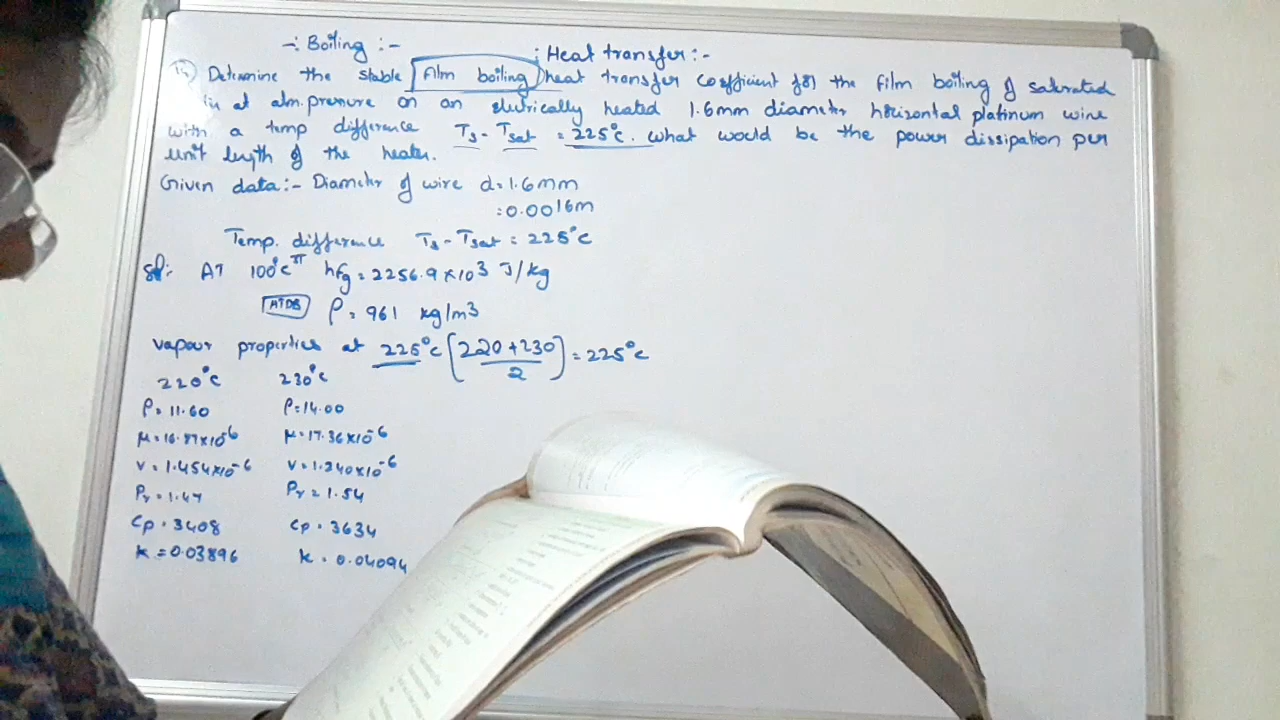 -: Boiling :-
: Heat transfer:-
Determine the stable film boiling heat transfer coefficient for the film boiling of saturated
at atm.pressure on an electrically heated 1.6mm diameter horizontal platinum wire
with a temp difference Ts - Tsat = 225°c. what would be the power dissipation per
unit length of the heater.
Given data:- Diameter of wire d=1.6mm
=0.0016m
Temp. difference Ts - Tsat = 225°c
Sol:- AT 100°c hfg = 2256.9×10³ J/kg
HTDB ρ = 961 kg/m3
vapour properties at 225°c [220+230/2] = 225°c
220°c 230°c
ρ = 11.60 ρ = 14.00
μ = 16.87×10-6 μ = 17.36×10-6
ν = 1.454×10-6 ν = 1.240×10-6
Pr = 1.47 Pr = 1.54
Cp = 3408 Cp = 3634
k = 0.03896 k = 0.04094